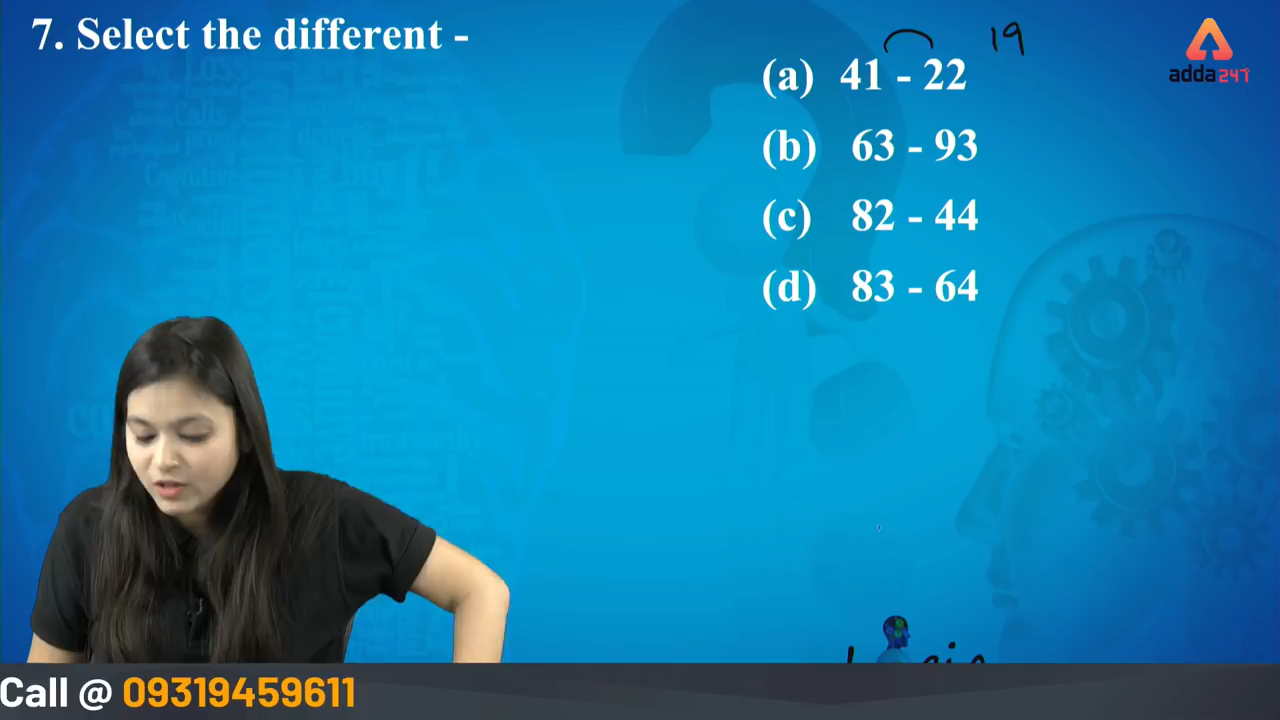 7. Select the different -
19
adda247
(a) 41 - 22
(b) 63 - 93
(c) 82 - 44
(d) 83 - 64
Call @ 09319459611